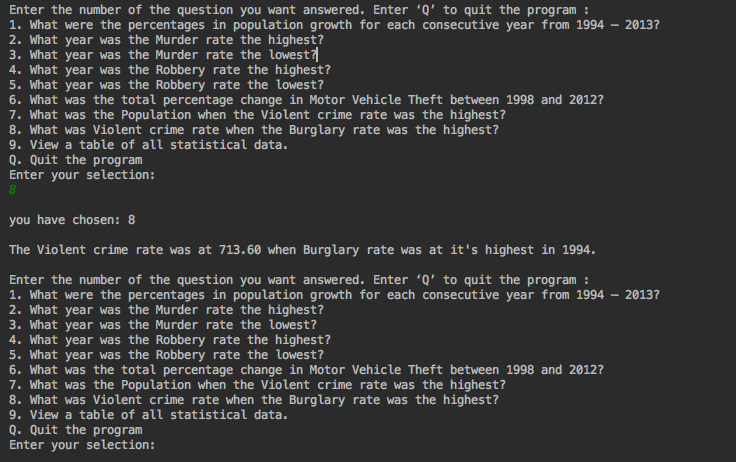 Enter the number of the question you want answered. Enter ‘Q’ to quit the program :
1. What were the percentages in population growth for each consecutive year from 1994 – 2013?
2. What year was the Murder rate the highest?
3. What year was the Murder rate the lowest?
4. What year was the Robbery rate the highest?
5. What year was the Robbery rate the lowest?
6. What was the total percentage change in Motor Vehicle Theft between 1998 and 2012?
7. What was the Population when the Violent crime rate was the highest?
8. What was Violent crime rate when the Burglary rate was the highest?
9. View a table of all statistical data.
Q. Quit the program
Enter your selection:
8
you have chosen: 8
The Violent crime rate was at 713.60 when Burglary rate was at it's highest in 1994.
Enter the number of the question you want answered. Enter ‘Q’ to quit the program :
1. What were the percentages in population growth for each consecutive year from 1994 – 2013?
2. What year was the Murder rate the highest?
3. What year was the Murder rate the lowest?
4. What year was the Robbery rate the highest?
5. What year was the Robbery rate the lowest?
6. What was the total percentage change in Motor Vehicle Theft between 1998 and 2012?
7. What was the Population when the Violent crime rate was the highest?
8. What was Violent crime rate when the Burglary rate was the highest?
9. View a table of all statistical data.
Q. Quit the program
Enter your selection: